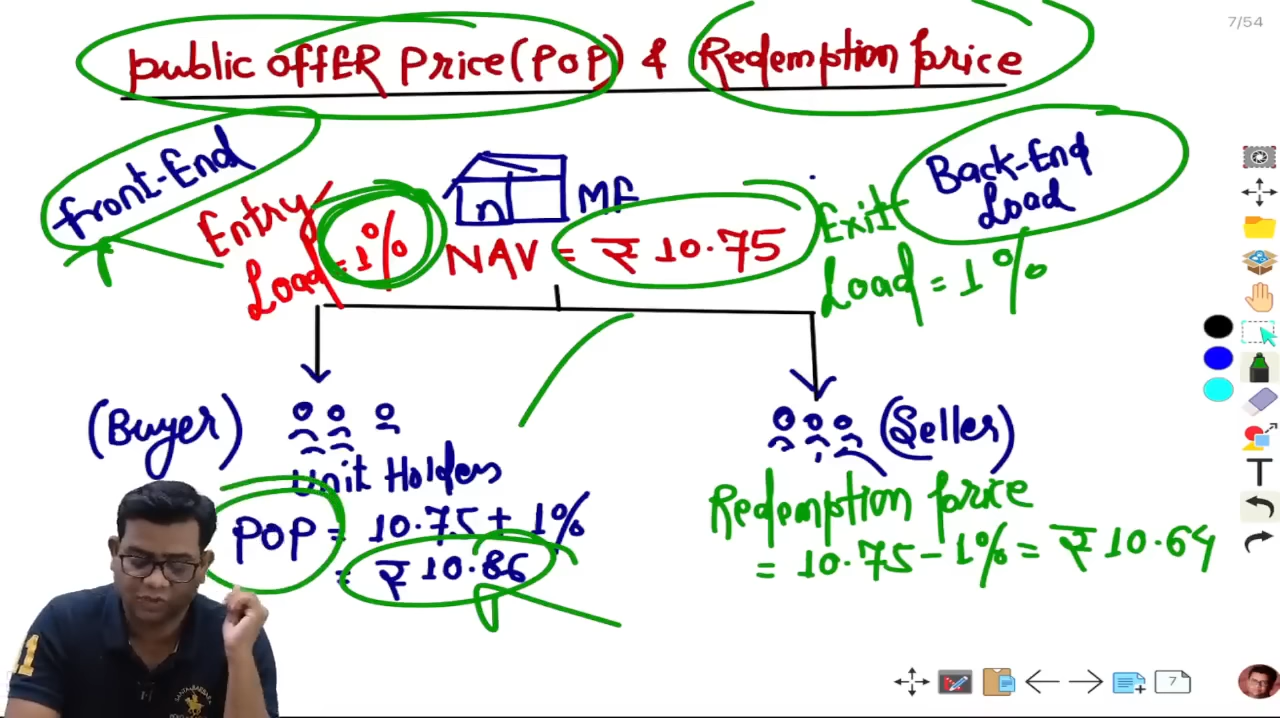 7/54
public offER Price (POP) & Redemption price
front-End
Back-End
Load
Entry
Load = 1%
MF
NAV = ₹ 10.75
Exit
Load = 1%
(Buyer)
(Seller)
Unit Holders
POP = 10.75 + 1%
= ₹ 10.86
Redemption price
= 10.75 - 1% = ₹ 10.64
T
7